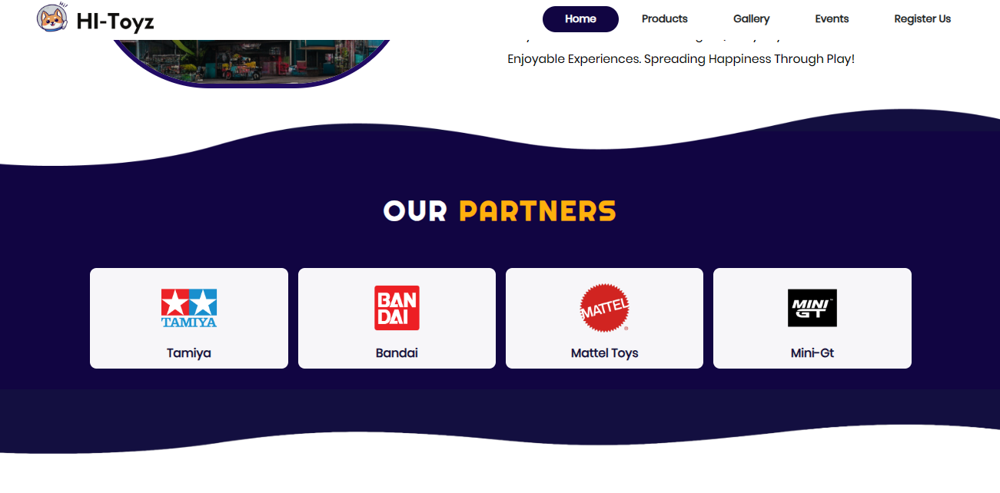 Hi!
HI-Toyz
Home Products Gallery Events Register Us
Enjoyable Experiences. Spreading Happiness Through Play!
OUR PARTNERS
TAMIYA
BAN
DAI
MATTEL
®
MINI
GT
Tamiya Bandai Mattel Toys Mini-Gt